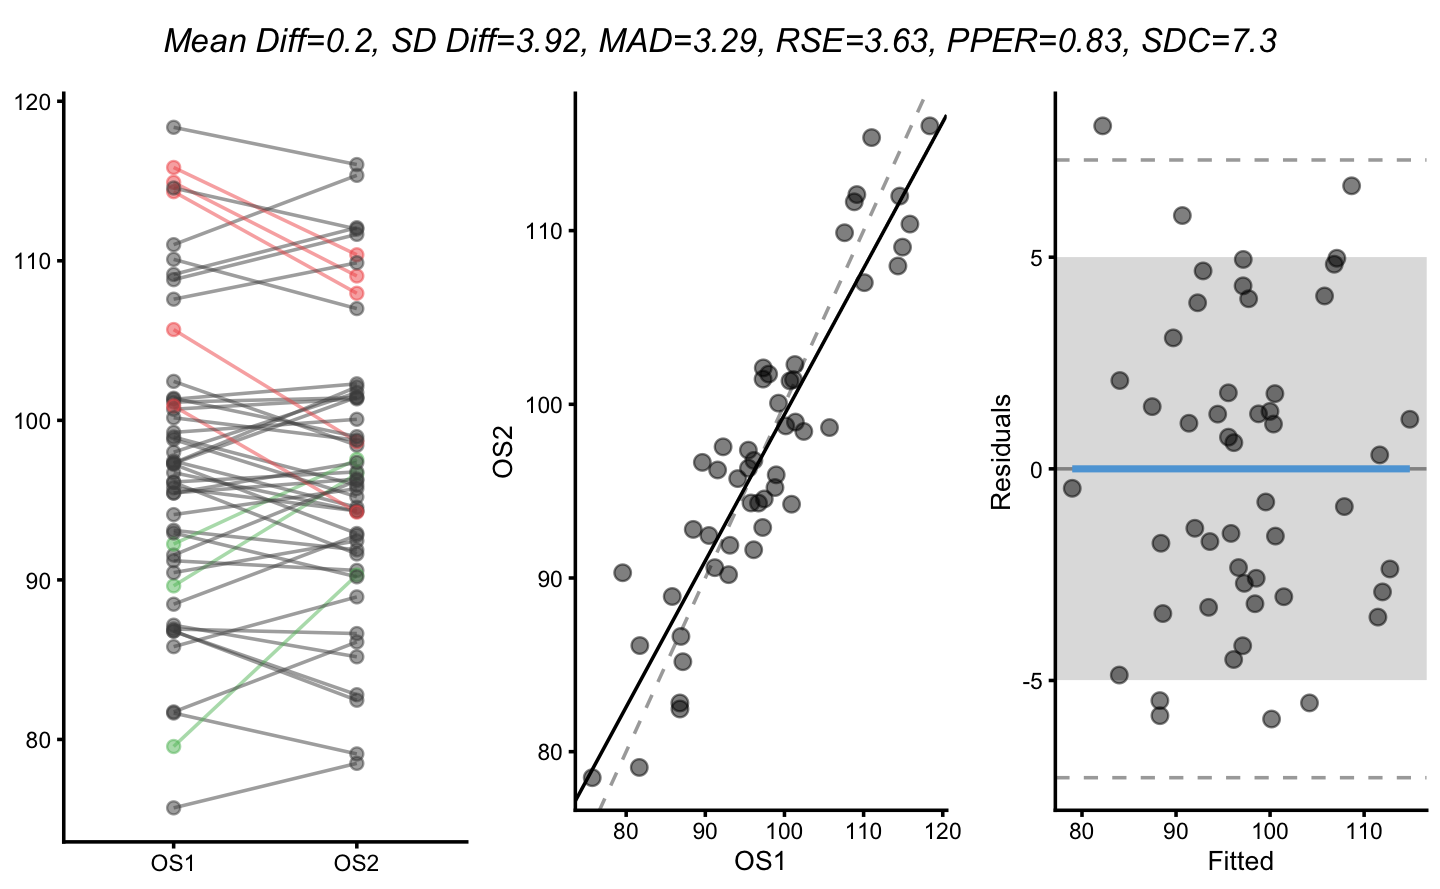 Mean Diff=0.2, SD Diff=3.92, MAD=3.29, RSE=3.63, PPER=0.83, SDC=7.3
120
110
100
90
80
OS1 OS2
OS2
110
100
90
80
80 90 100 110 120
OS1
Residuals
5
0
-5
80 90 100 110
Fitted